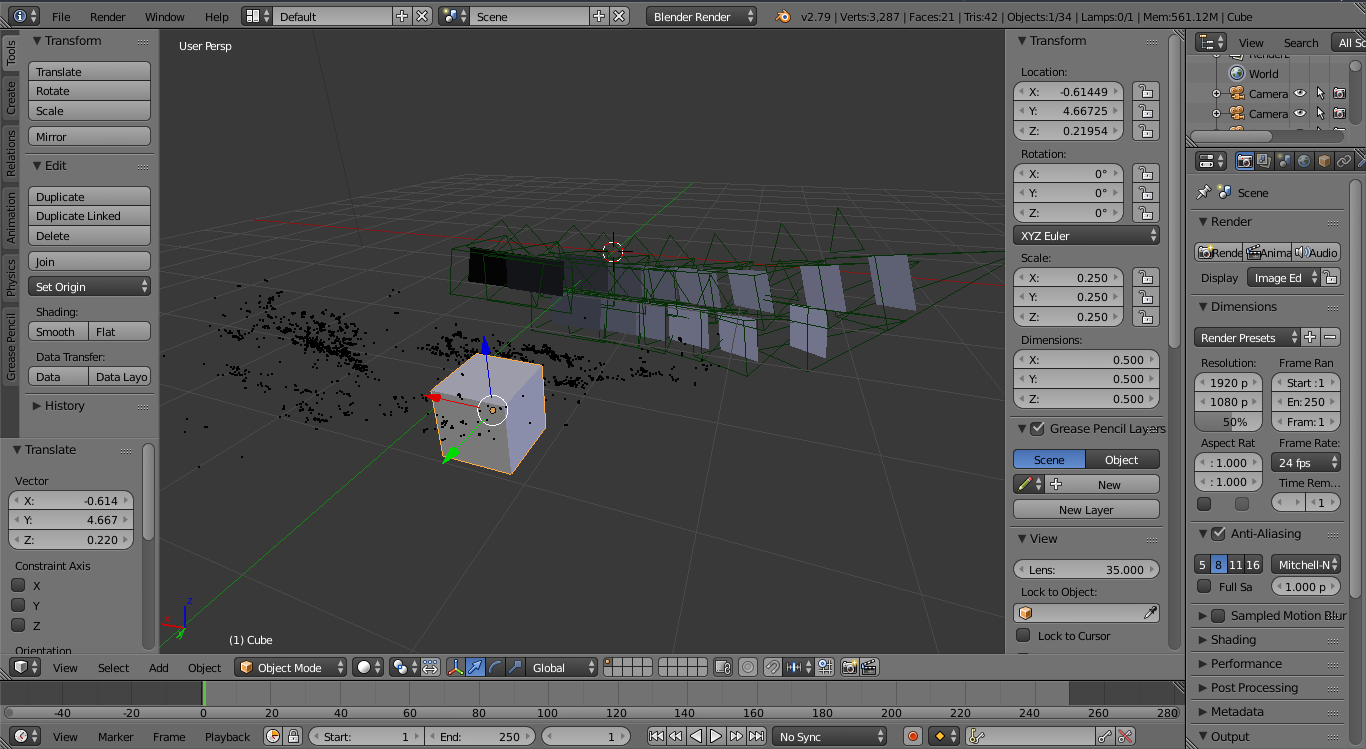 File Render Window Help Default Scene Blender Render v2.79 | Verts:3,287 | Faces:21 | Tris:42 | Objects:1/34 | Lamps:0/1 | Mem:561.12M | Cube
Tools
Create
Relations
Animation
Physics
Grease Pencil
Transform
Translate
Rotate
Scale
Mirror
Edit
Duplicate
Duplicate Linked
Delete
Join
Set Origin
Shading:
Smooth Flat
Data Transfer:
Data Data Layo
History
Translate
Vector
X: -0.614
Y: 4.667
Z: 0.220
Constraint Axis
X
Y
Z
Orientation
User Persp
z
y
(1) Cube
Transform
Location:
X: -0.61449
Y: 4.66725
Z: 0.21954
Rotation:
X: 0°
Y: 0°
Z: 0°
XYZ Euler
Scale:
X: 0.250
Y: 0.250
Z: 0.250
Dimensions:
X: 0.500
Y: 0.500
Z: 0.500
Grease Pencil Layers
Scene Object
New
New Layer
View
Lens: 35.000
Lock to Object:
Lock to Cursor
View Search All Sc
World
Camera
Camera
Scene
Render
Rende Anima Audio
Display Image Ed
Dimensions
Render Presets
Resolution: Frame Ran
1920 p Start :1
1080 p En: 250
50% Fram: 1
Aspect Rat Frame Rate:
: 1.000 24 fps
: 1.000 Time Rem...
1
Anti-Aliasing
5 8 11 16 Mitchell-N
Full Sa 1.000 p
Sampled Motion Blur
Shading
Performance
Post Processing
Metadata
Output
View Select Add Object Object Mode Global
-40 -20 0 20 40 60 80 100 120 140 160 180 200 220 240 260 280
View Marker Frame Playback Start: 1 End: 250 1 No Sync